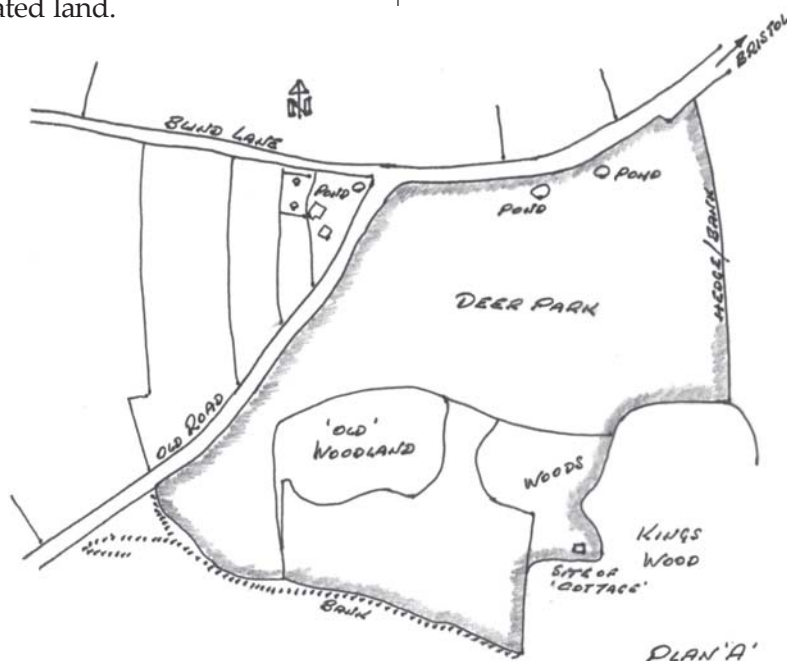 ated land.
BRISTOL
N
BLIND LANE
POND
POND
POND
HEDGE/BANK
DEER PARK
OLD ROAD
'OLD'
WOODLAND
WOODS
KINGS
WOOD
SITE OF
'COTTAGE'
BANK
PLAN 'A'